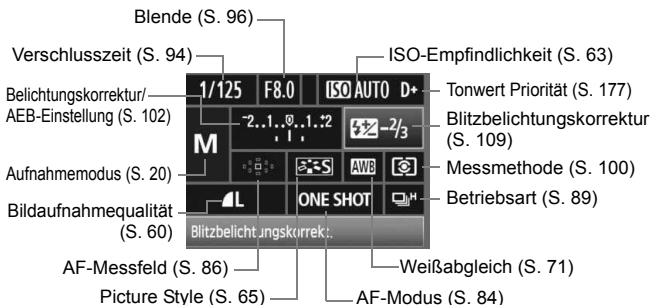 Blende (S. 96)
Verschlusszeit (S. 94)
ISO-Empfindlichkeit (S. 63)
1/125 F8.0 ISO AUTO D+
Tonwert Priorität (S. 177)
Belichtungskorrektur/
AEB-Einstellung (S. 102)
-2..1..0..1..+2
-2/3
Blitzbelichtungskorrektur
(S. 109)
M
Aufnahmemodus (S. 20)
S AWB
Messmethode (S. 100)
Bildaufnahmequalität
(S. 60)
L ONE SHOT H
Betriebsart (S. 89)
Blitzbelichtungskorrekt.
AF-Messfeld (S. 86)
Weißabgleich (S. 71)
Picture Style (S. 65)
AF-Modus (S. 84)